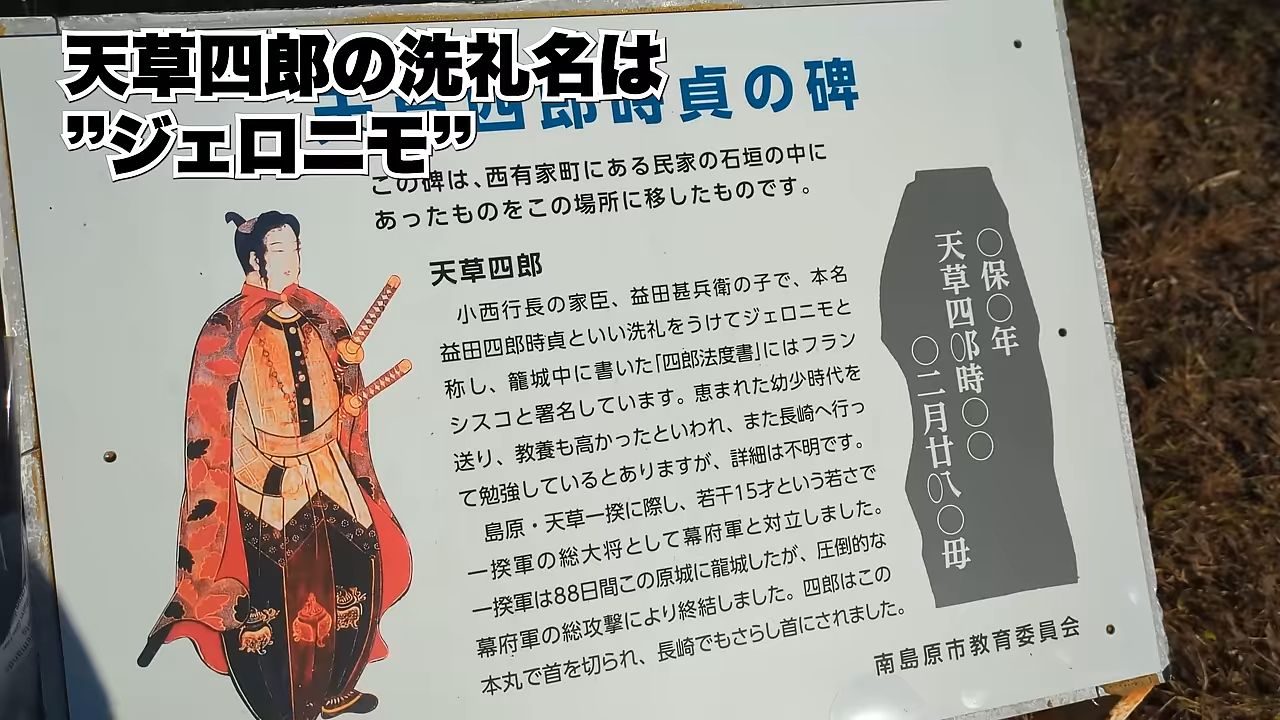 天草四郎の洗礼名は
”ジェロニモ”
天草四郎時貞の碑
この碑は、西有家町にある民家の石垣の中に
あったものをこの場所に移したものです。
天草四郎
小西行長の家臣、益田甚兵衛の子で、本名
益田四郎時貞といい洗礼をうけてジェロニモと
称し、籠城中に書いた「四郎法度書」にはフラン
シスコと署名しています。恵まれた幼少時代を
送り、教養も高かったといわれ、また長崎へ行っ
て勉強しているとありますが、詳細は不明です。
島原・天草一揆に際し、若干15才という若さで
一揆軍の総大将として幕府軍と対立しました。
一揆軍は88日間この原城に籠城したが、圧倒的な
幕府軍の総攻撃により終結しました。四郎はこの
本丸で首を切られ、長崎でもさらし首にされました。
〇保〇年
天草四郎時〇〇
〇二月廿八〇毋
南島原市教育委員会